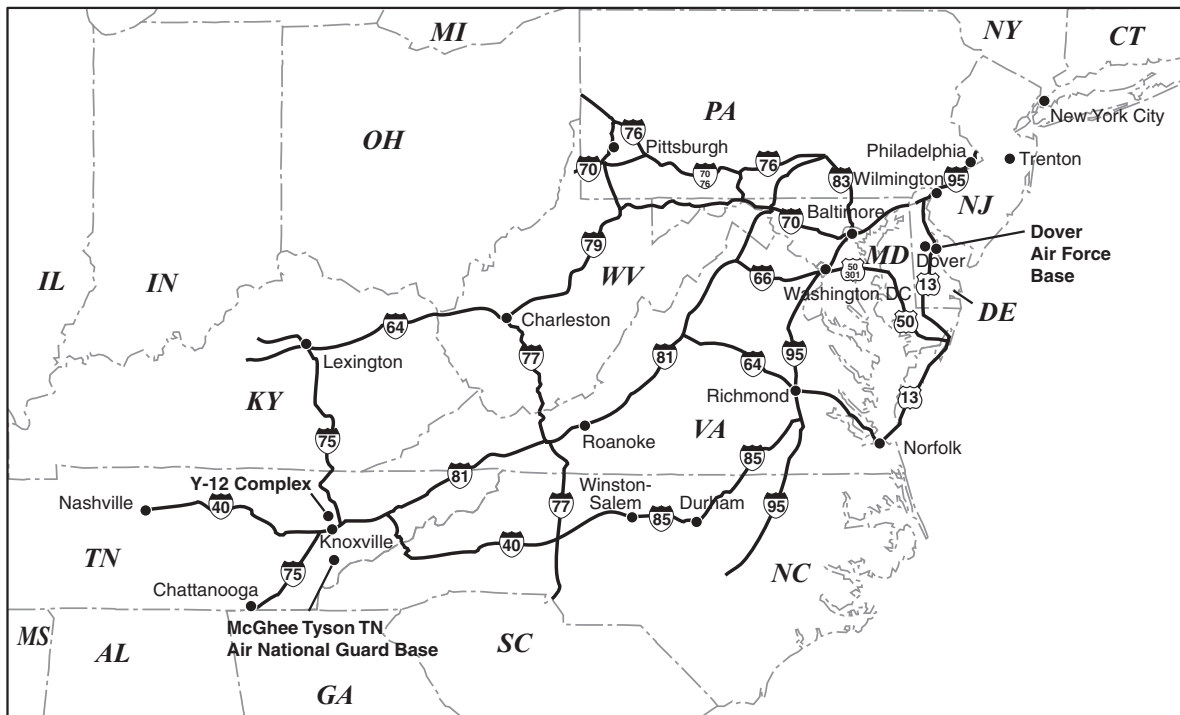 MI
NY
CT
New York City
PA
OH
76
Pittsburgh
70
70
76
76
83
Philadelphia
Trenton
Wilmington
95
NJ
Baltimore
70
MD
Dover
Dover
Air Force
Base
79
WV
IL
IN
66
50
301
Washington DC
13
DE
50
64
Charleston
77
Lexington
81
64
95
Richmond
13
KY
75
Roanoke
VA
Norfolk
81
85
Y-12 Complex
Nashville
40
Winston-
Salem
85
Durham
77
95
Knoxville
40
TN
75
NC
Chattanooga
McGhee Tyson TN
Air National Guard Base
MS
AL
SC
GA